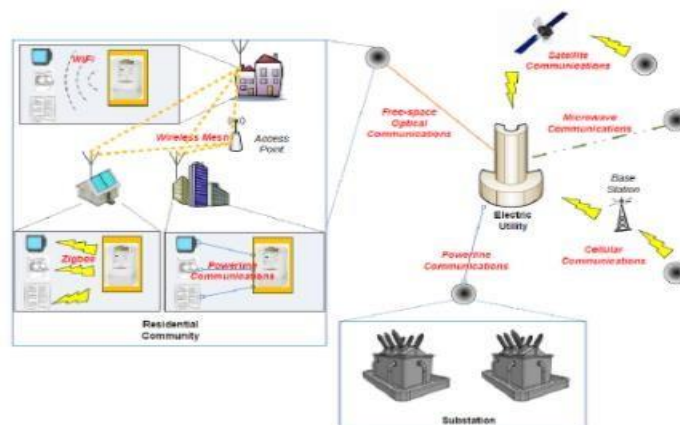 WiFi
Wireless Mesh
Access
Point
Zigbee
Powerline
Communications
Residential
Community
Free-space
Optical
Communications
Satellite
Communications
Microwave
Communications
Base
Station
Electric
Utility
Cellular
Communications
Powerline
Communications
Substation